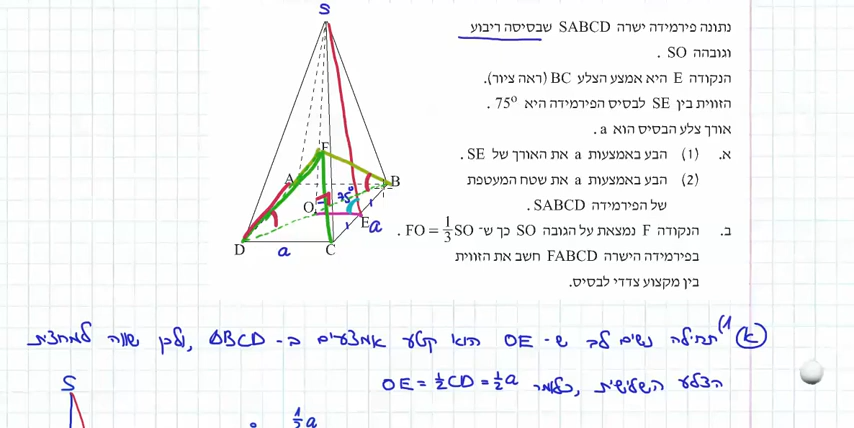 נתונה פירמידה ישרה SABCD שבסיסה ריבוע
וגובהה SO .
הנקודה E היא אמצע הצלע BC (ראה ציור).
הזווית בין SE לבסיס הפירמידה היא 75° .
אורך צלע הבסיס הוא a .
א. (1) הבע באמצעות a את האורך של SE .
(2) הבע באמצעות a את שטח המעטפת
של הפירמידה SABCD .
ב. הנקודה F נמצאת על הגובה SO כך ש- FO = 1/3 SO .
בפירמידה הישרה FABCD חשב את הזווית
בין מקצוע צדדי לבסיס.
S
F
A
B
O
75°
E
a
D
a
C
א) 1) תחילה נשים לב ש- OE הוא קטע אמצעים ב- ΔBCD, ולכן שווה למחצית
הצלע השלישית, כלומר OE = ½CD = ½a
S
½a